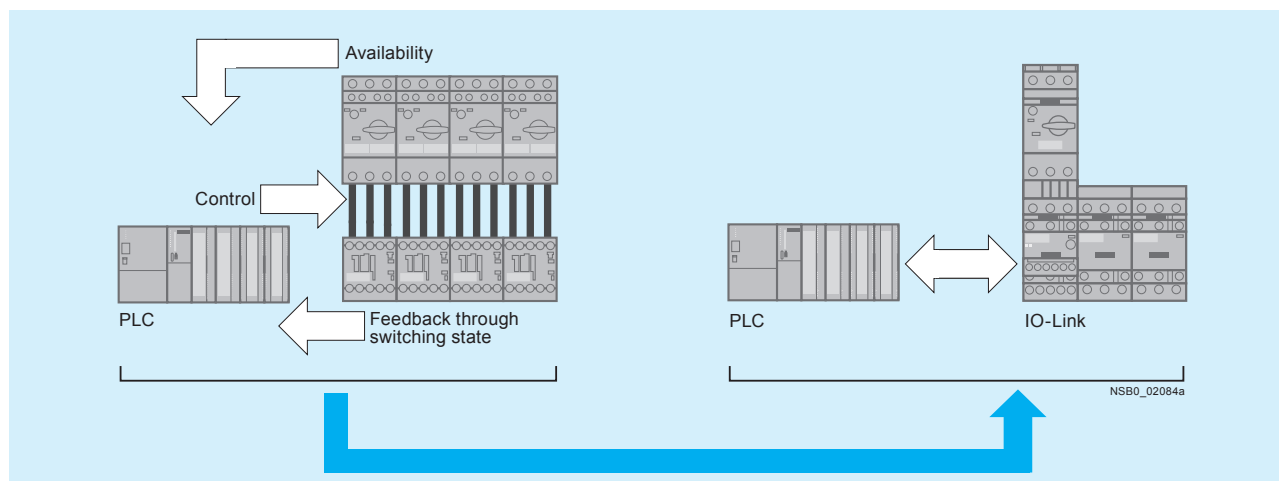 Availability
Control
PLC
Feedback through
switching state
PLC
IO-Link
NSB0_02084a